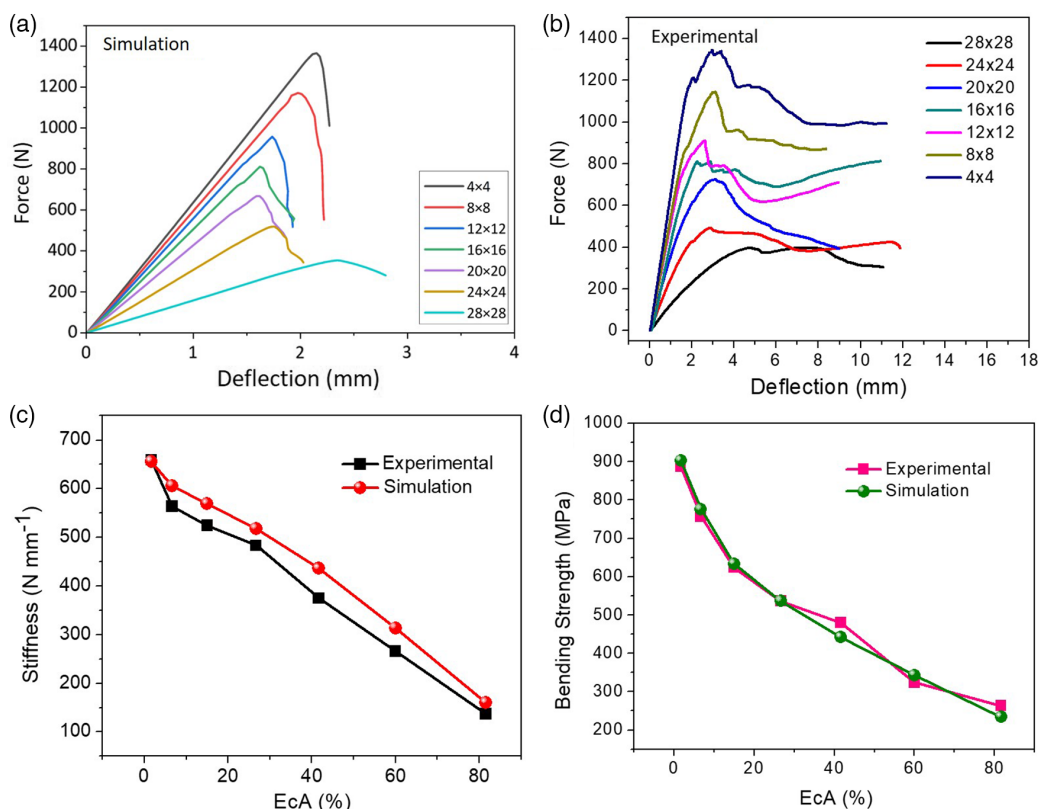 (a)
Simulation
1400
1200
1000
800
600
400
200
0
Force (N)
0
1
2
3
4
Deflection (mm)
4×4
8×8
12×12
16×16
20×20
24×24
28×28
(b)
Experimental
1400
1200
1000
800
600
400
200
0
Force (N)
0
2
4
6
8
10
12
14
16
18
Deflection (mm)
28x28
24x24
20x20
16x16
12x12
8x8
4x4
(c)
700
600
500
400
300
200
100
Stiffness (N mm⁻¹)
0
20
40
60
80
EcA (%)
Experimental
Simulation
(d)
1000
900
800
700
600
500
400
300
200
Bending Strength (MPa)
0
20
40
60
80
EcA (%)
Experimental
Simulation